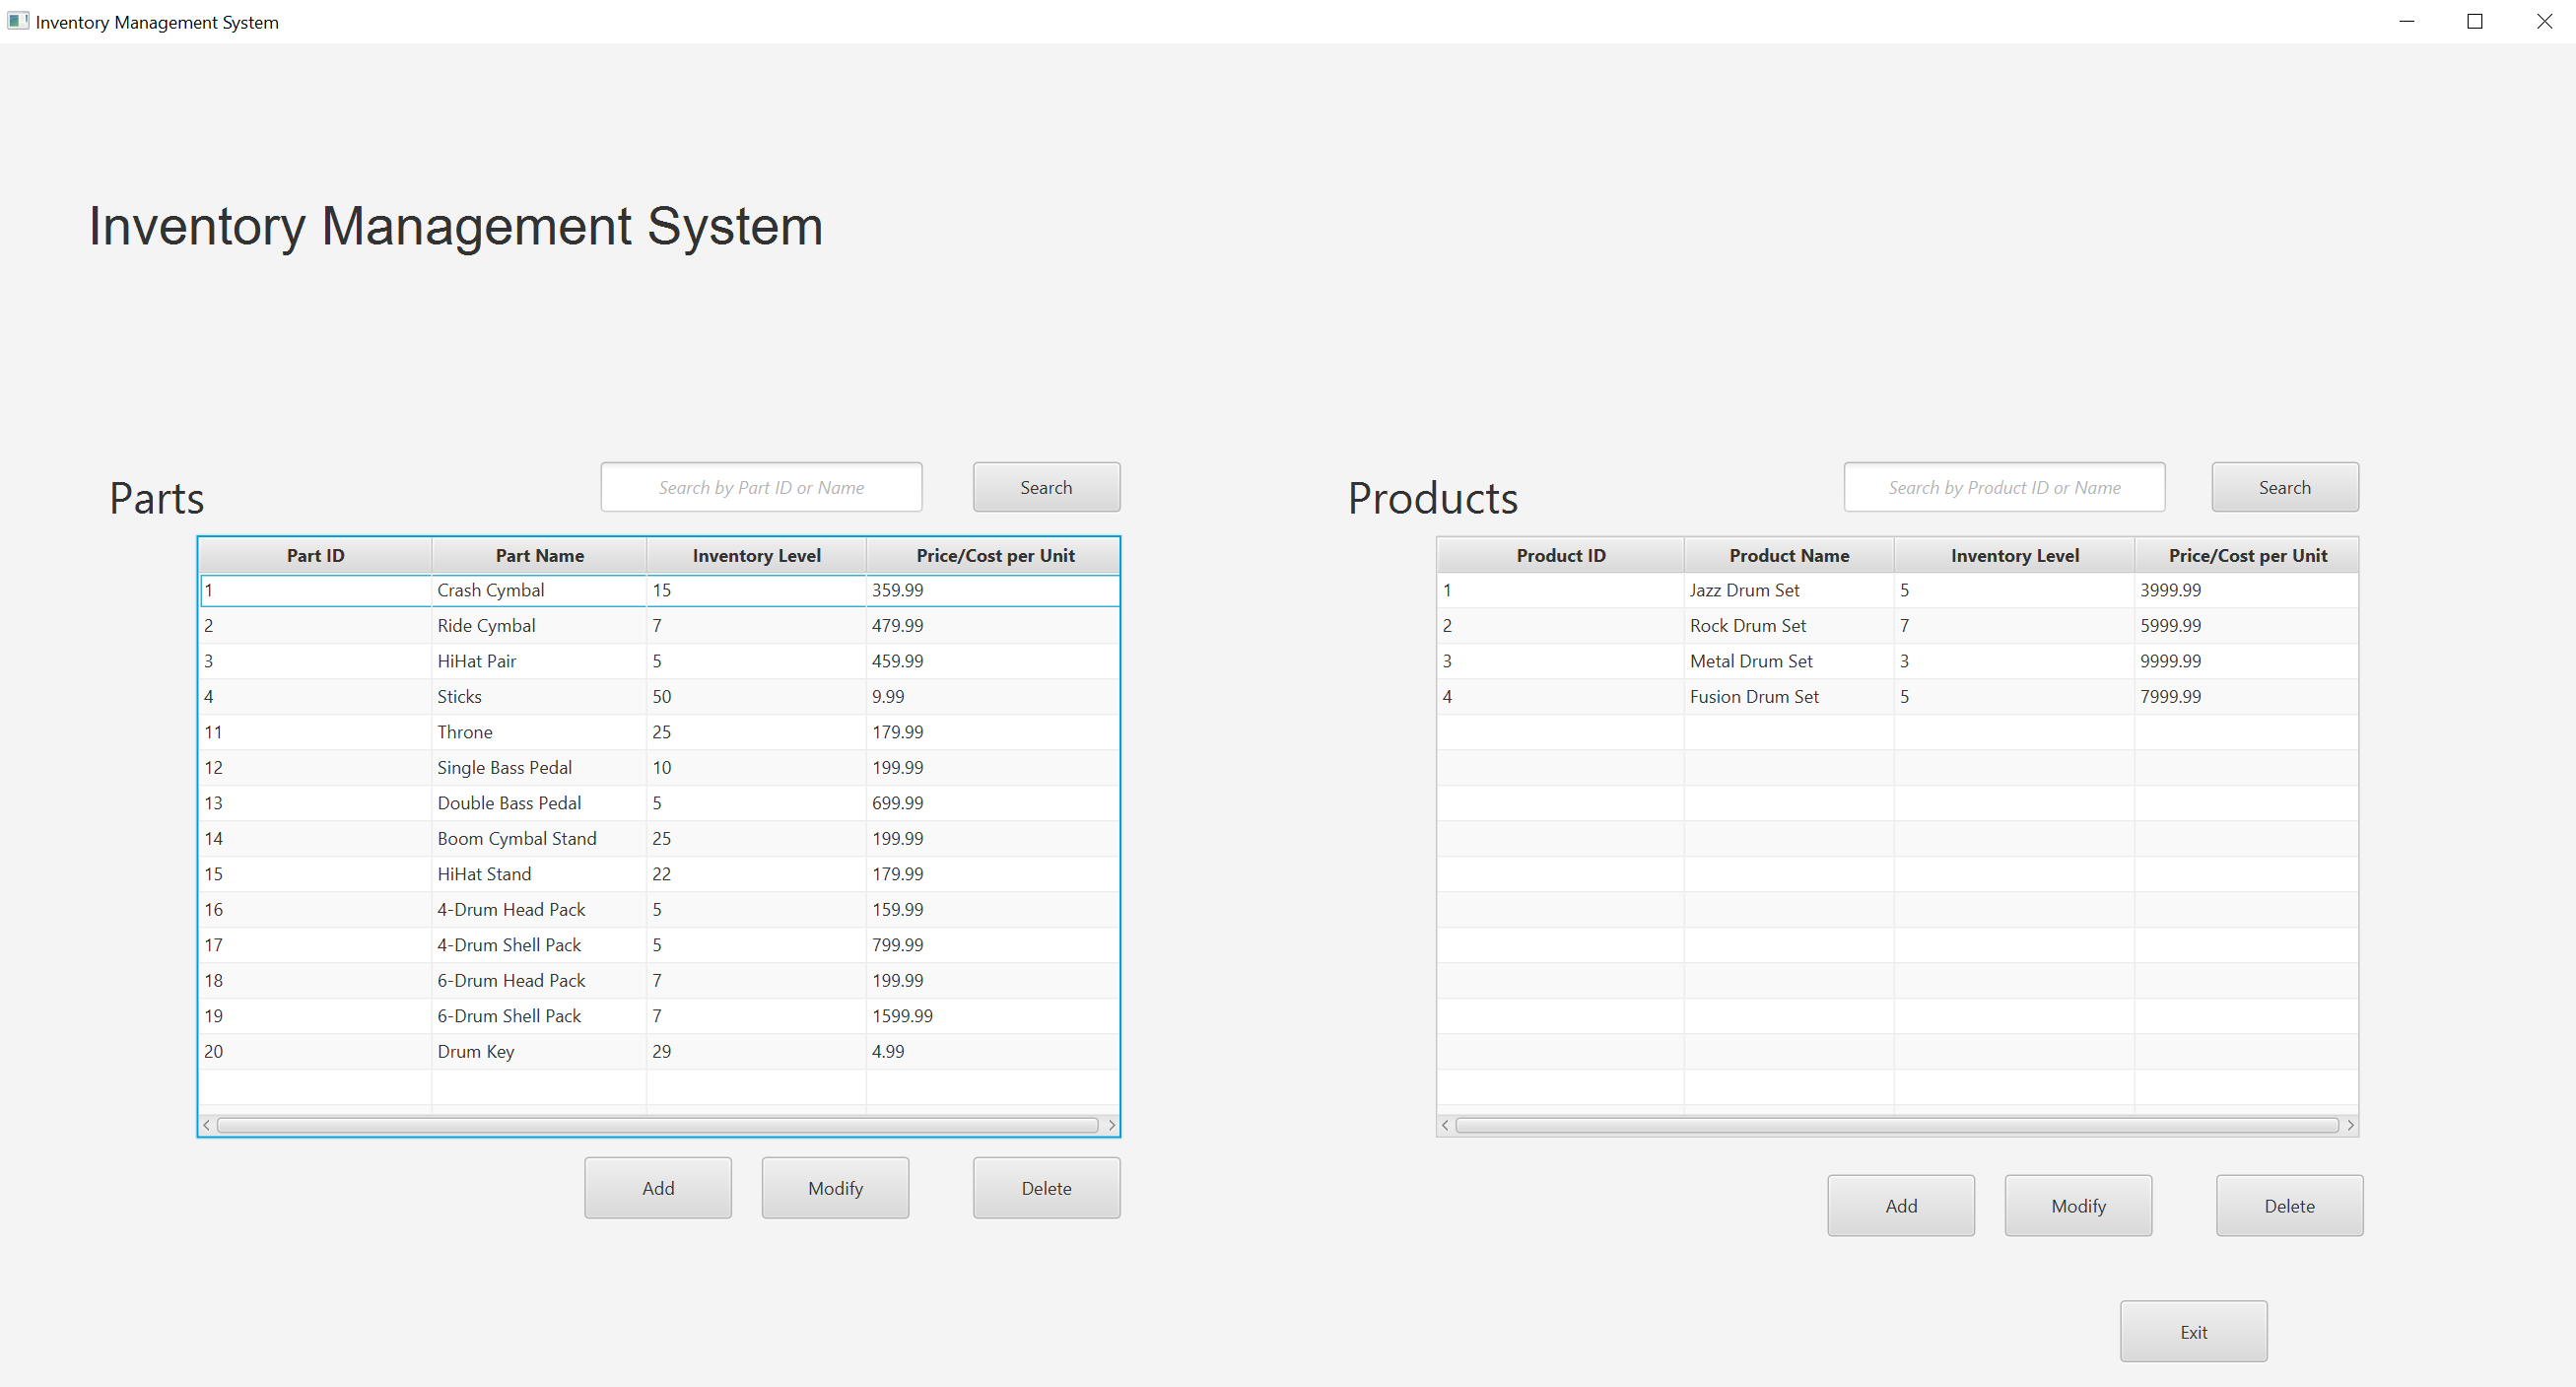 Inventory Management System
Inventory Management System
Parts
Search by Part ID or Name
Search
Part ID Part Name Inventory Level Price/Cost per Unit
1 Crash Cymbal 15 359.99
2 Ride Cymbal 7 479.99
3 HiHat Pair 5 459.99
4 Sticks 50 9.99
11 Throne 25 179.99
12 Single Bass Pedal 10 199.99
13 Double Bass Pedal 5 699.99
14 Boom Cymbal Stand 25 199.99
15 HiHat Stand 22 179.99
16 4-Drum Head Pack 5 159.99
17 4-Drum Shell Pack 5 799.99
18 6-Drum Head Pack 7 199.99
19 6-Drum Shell Pack 7 1599.99
20 Drum Key 29 4.99
Add Modify Delete
Products
Search by Product ID or Name
Search
Product ID Product Name Inventory Level Price/Cost per Unit
1 Jazz Drum Set 5 3999.99
2 Rock Drum Set 7 5999.99
3 Metal Drum Set 3 9999.99
4 Fusion Drum Set 5 7999.99
Add Modify Delete
Exit